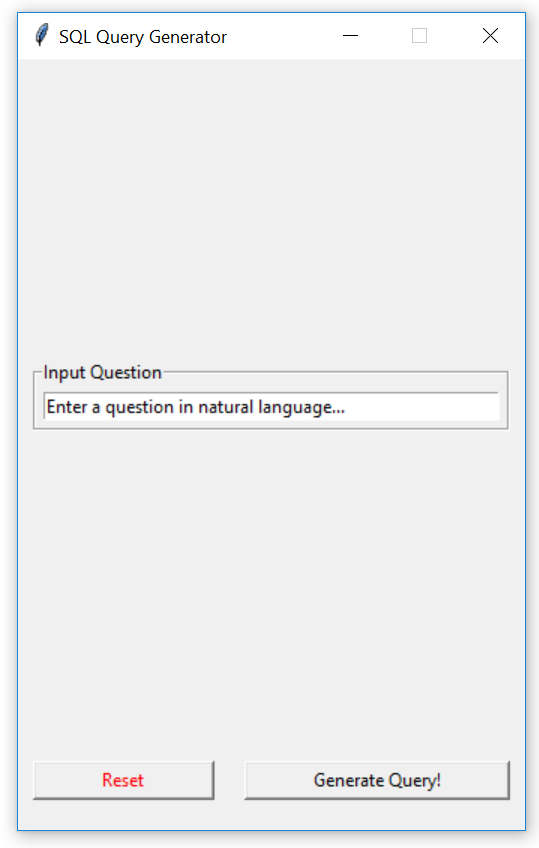 SQL Query Generator
Input Question
Enter a question in natural language...
Reset
Generate Query!